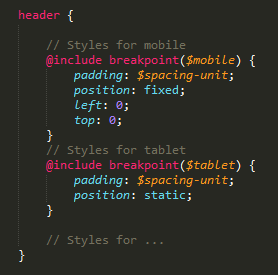 header {
// Styles for mobile
@include breakpoint($mobile) {
padding: $spacing-unit;
position: fixed;
left: 0;
top: 0;
}
// Styles for tablet
@include breakpoint($tablet) {
padding: $spacing-unit;
position: static;
}
// Styles for ...
}